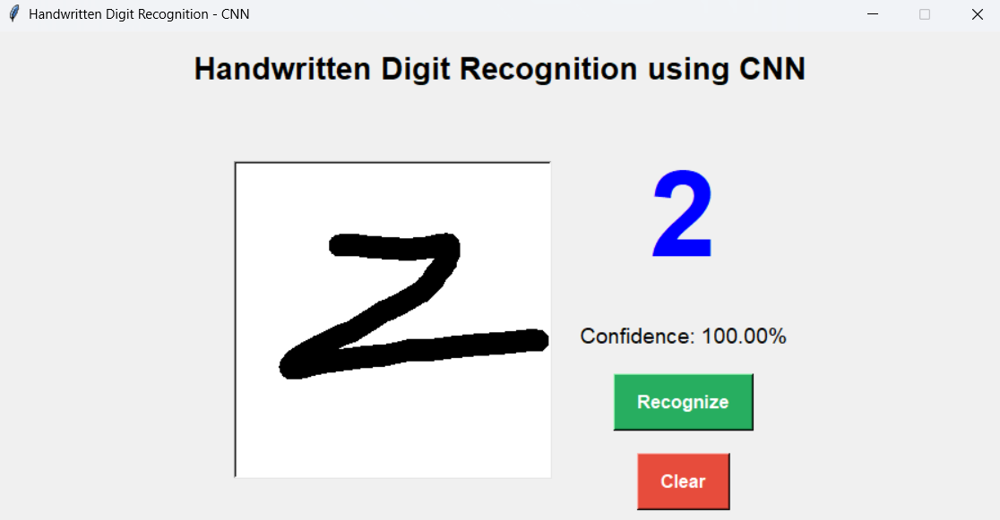 Handwritten Digit Recognition - CNN
Handwritten Digit Recognition using CNN
2
2
Confidence: 100.00%
Recognize
Clear